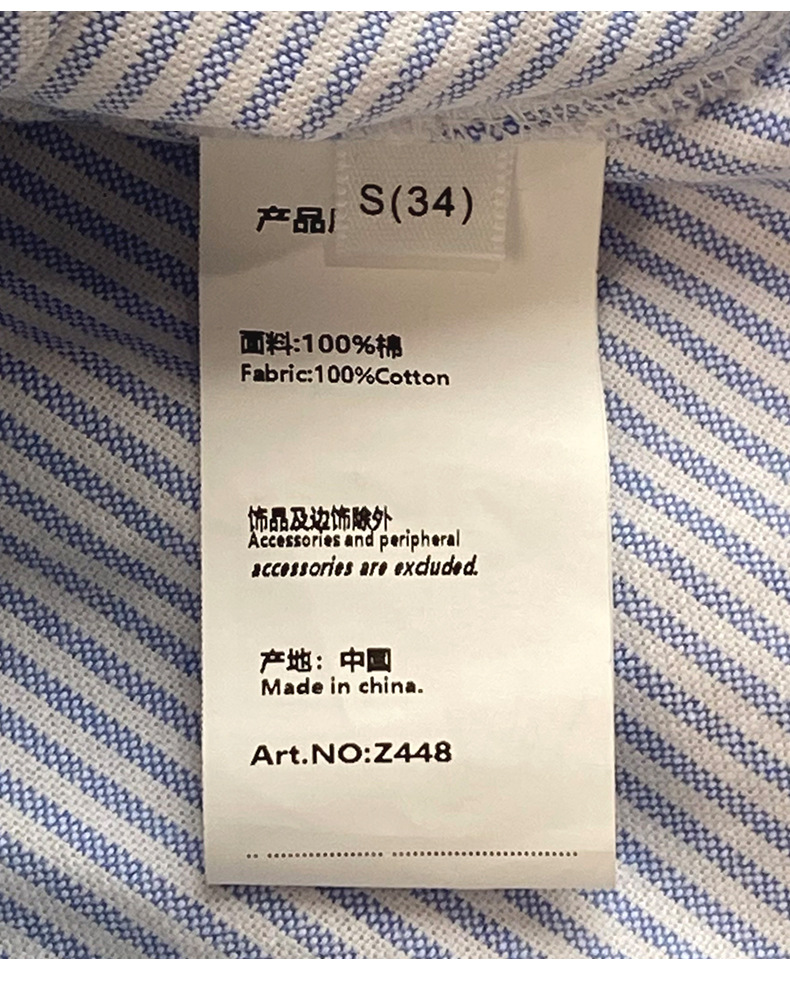 S(34)
产品
面料:100%棉
Fabric:100%Cotton
饰品及边饰除外
Accessories and peripheral
accessories are excluded.
产地：中国
Made in china.
Art.NO:Z448